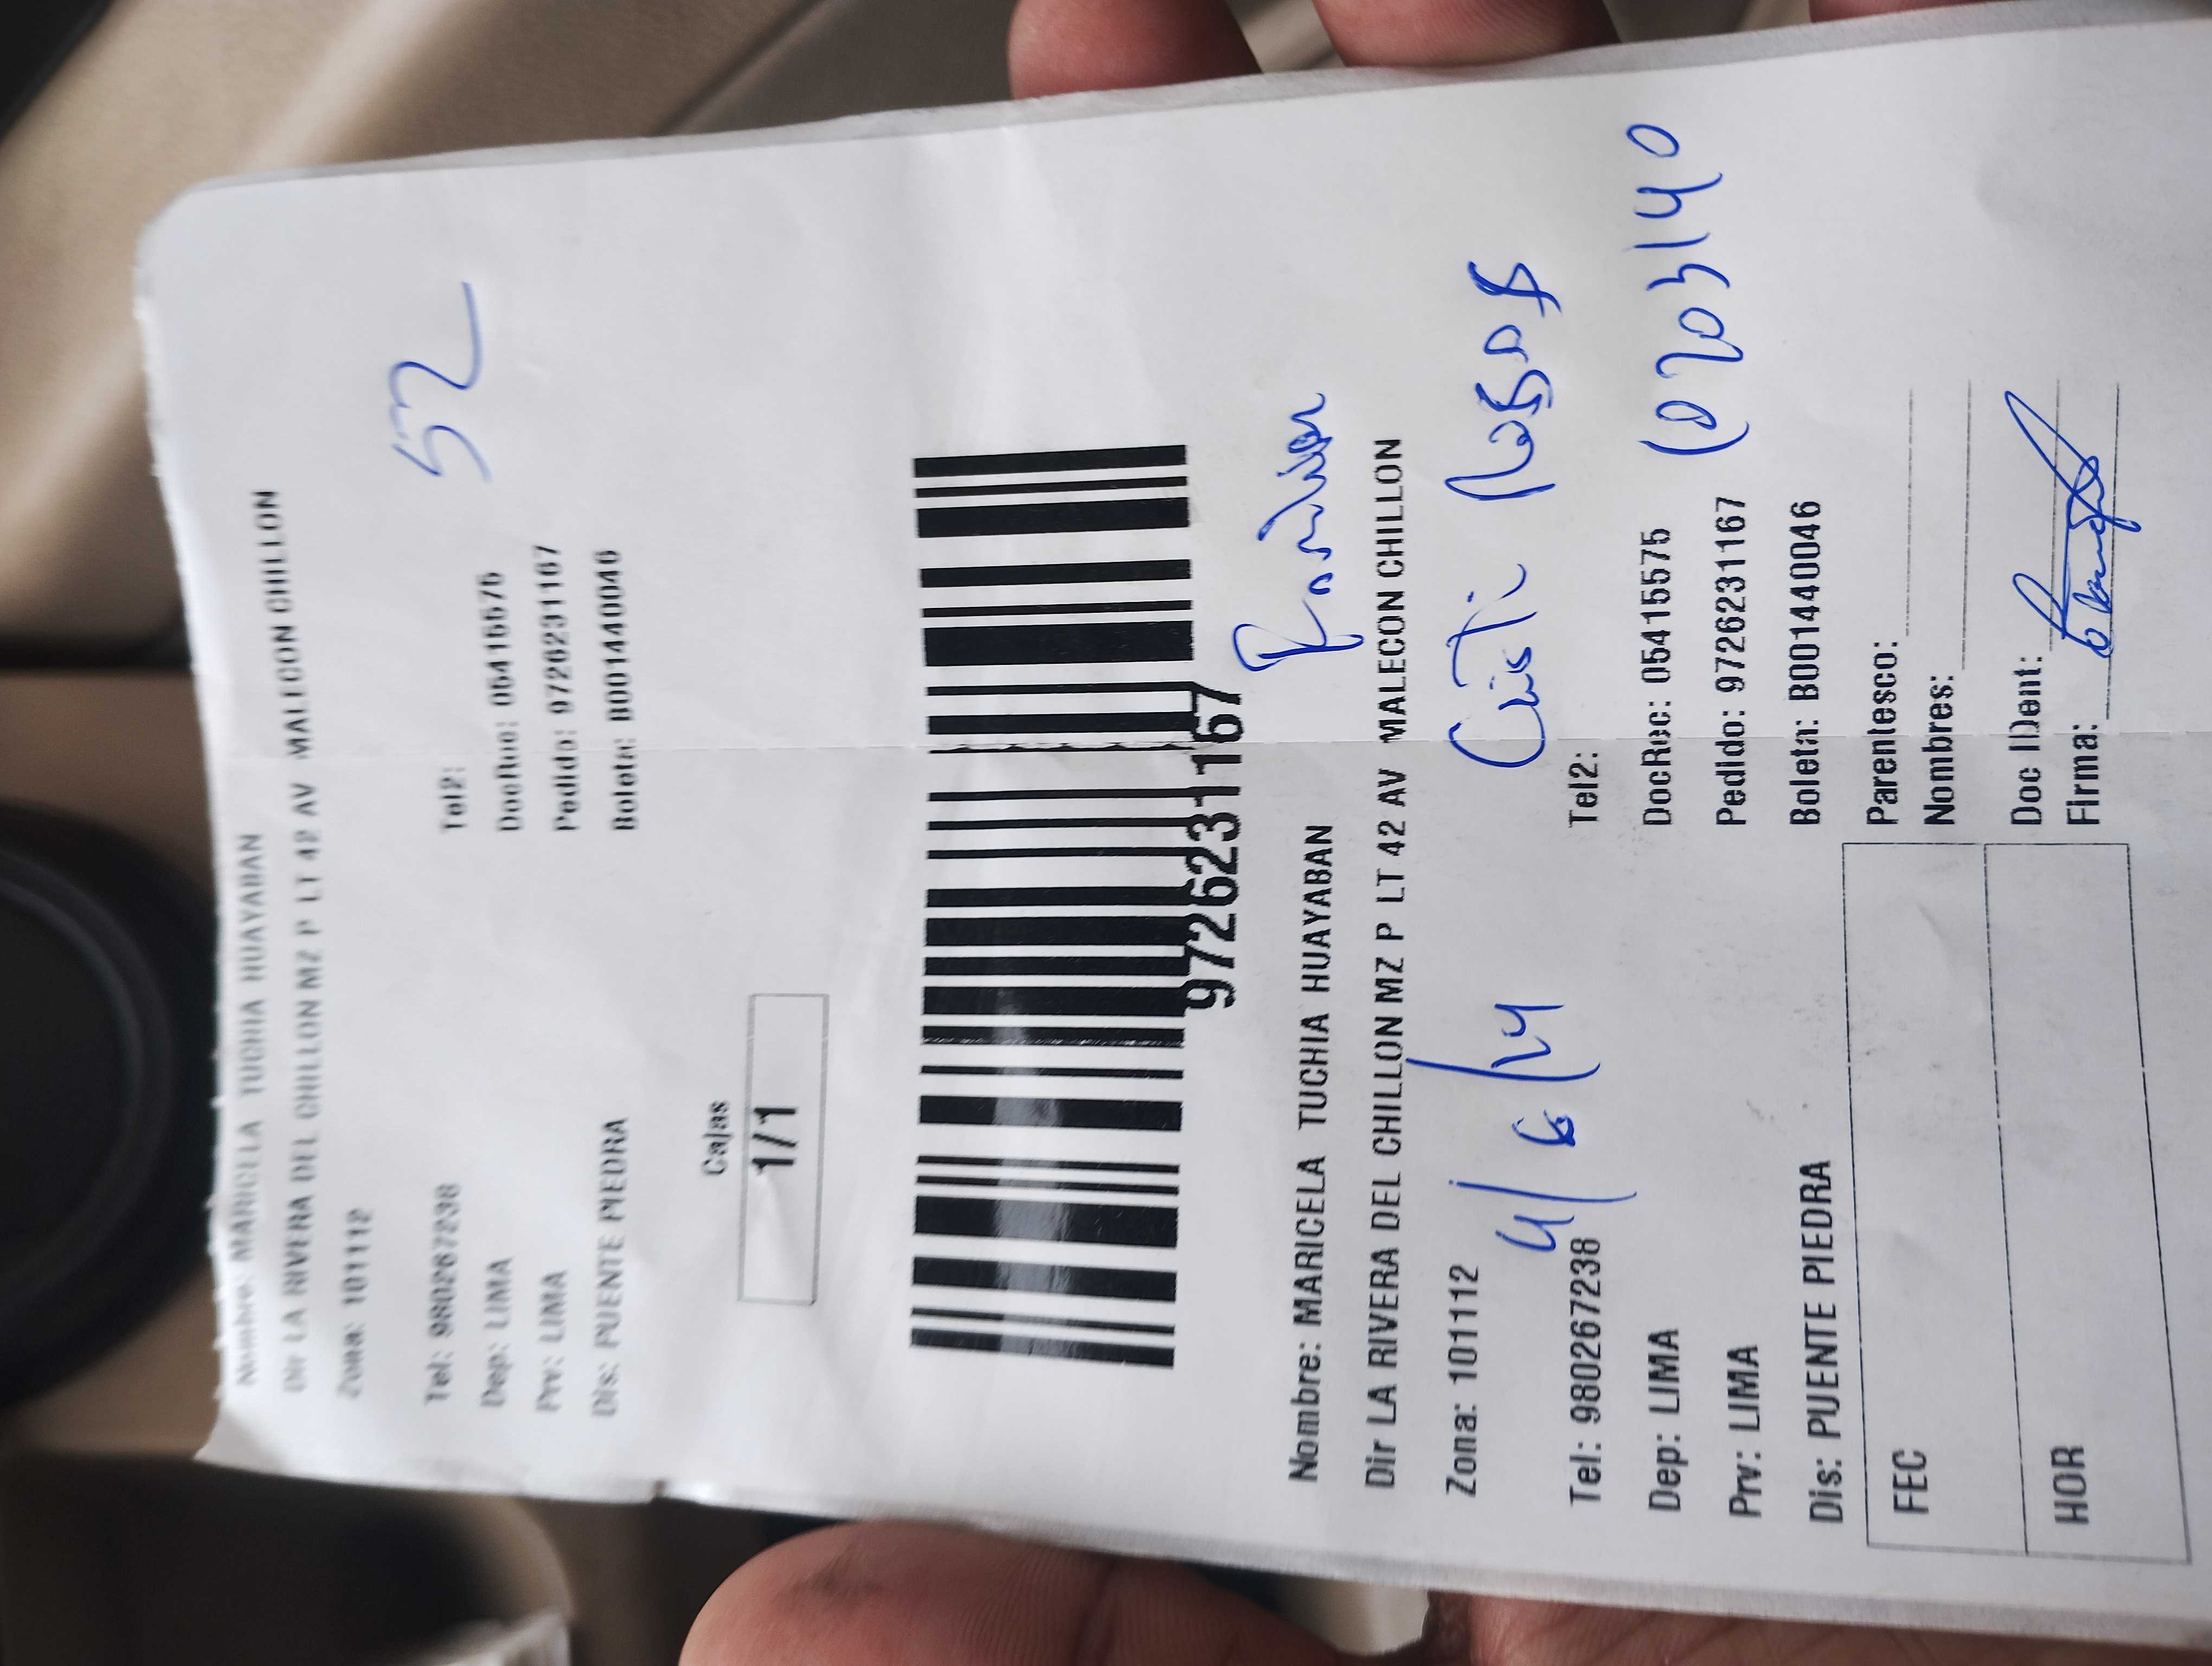 Nombre: MARICELA TUCHIA HUAYABAN
Dir LA RIVERA DEL CHILLON MZ P LT 42 AV MALECON CHILLON
Zona: 101112
52
Tel: 980267238
Tel2:
Dep: LIMA
DocRuc: 05415575
Prv: LIMA
Pedido: 9726231167
Dis: PUENTE PIEDRA
Boleta: B001440046
Cajas
1/1
9726231167
Nombre: MARICELA TUCHIA HUAYABAN
Dir LA RIVERA DEL CHILLON MZ P LT 42 AV MALECON CHILLON
Zona: 101112
4/6/24
Tel: 980267238
Tel2:
Dep: LIMA
DocRec: 05415575
Prv: LIMA
Pedido: 9726231167
Dis: PUENTE PIEDRA
Boleta: B001440046
FEC
Parentesco:
Nombres:
HOR
Doc IDent:
Firma: